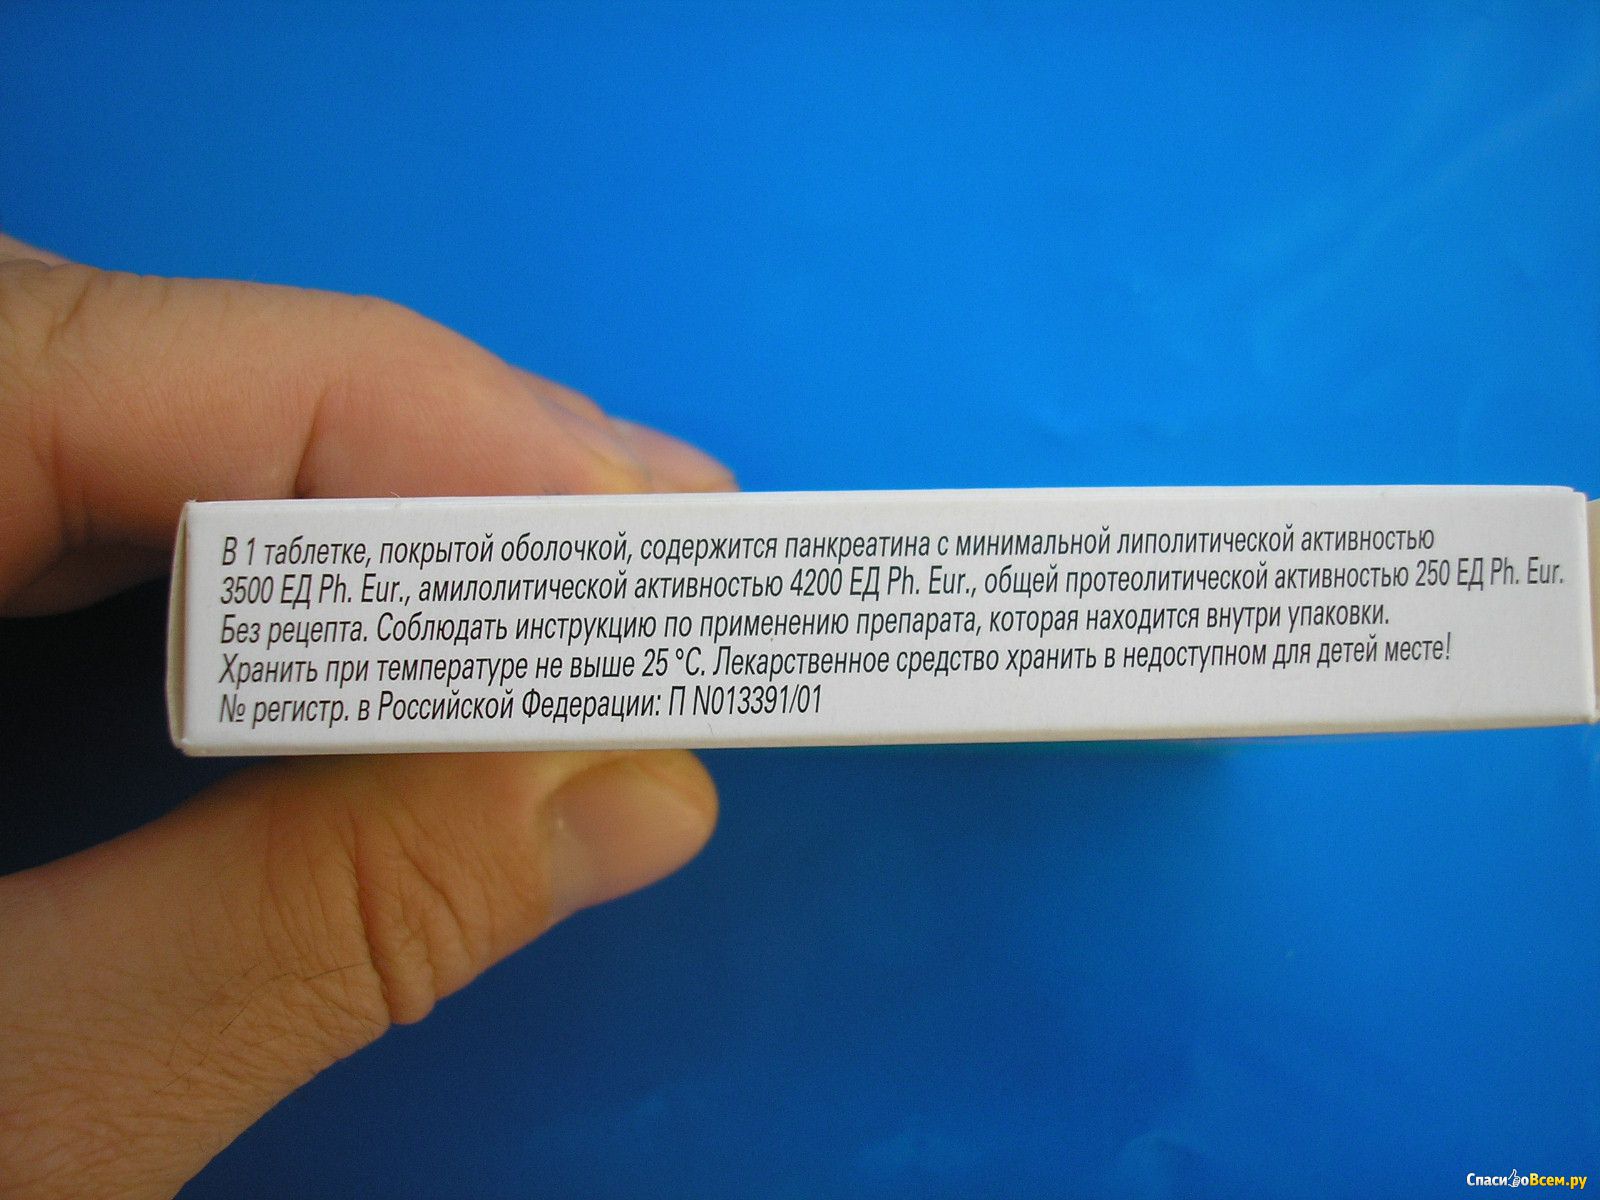 В 1 таблетке, покрытой оболочкой, содержится панкреатина с минимальной липолитической активностью
3500 ЕД Ph. Eur., амилолитической активностью 4200 ЕД Ph. Eur., общей протеолитической активностью 250 ЕД Ph. Eur.
Без рецепта. Соблюдать инструкцию по применению препарата, которая находится внутри упаковки.
Хранить при температуре не выше 25 °С. Лекарственное средство хранить в недоступном для детей месте!
№ регистр. в Российской Федерации: П N013391/01
СпасибоВсем.ру